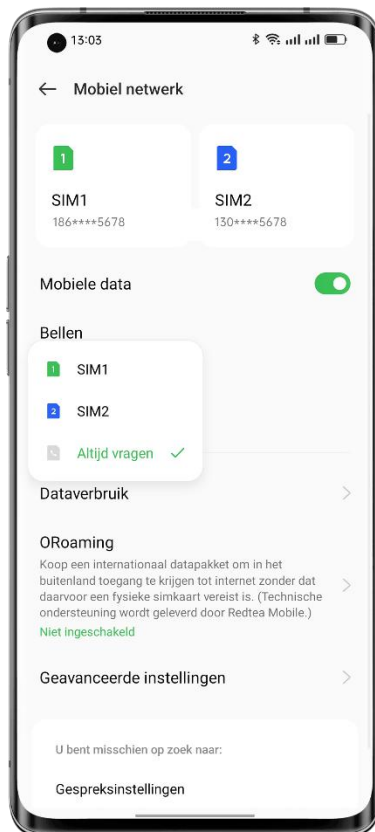 13:03
Mobiel netwerk
1
2
SIM1
SIM2
186****5678
130****5678
Mobiele data
Bellen
1 SIM1
2 SIM2
Altijd vragen
Dataverbruik
ORoaming
Koop een internationaal datapakket om in het
buitenland toegang te krijgen tot internet zonder dat
daarvoor een fysieke simkaart vereist is. (Technische
ondersteuning wordt geleverd door Redtea Mobile.)
Niet ingeschakeld
Geavanceerde instellingen
U bent misschien op zoek naar:
Gespreksinstellingen